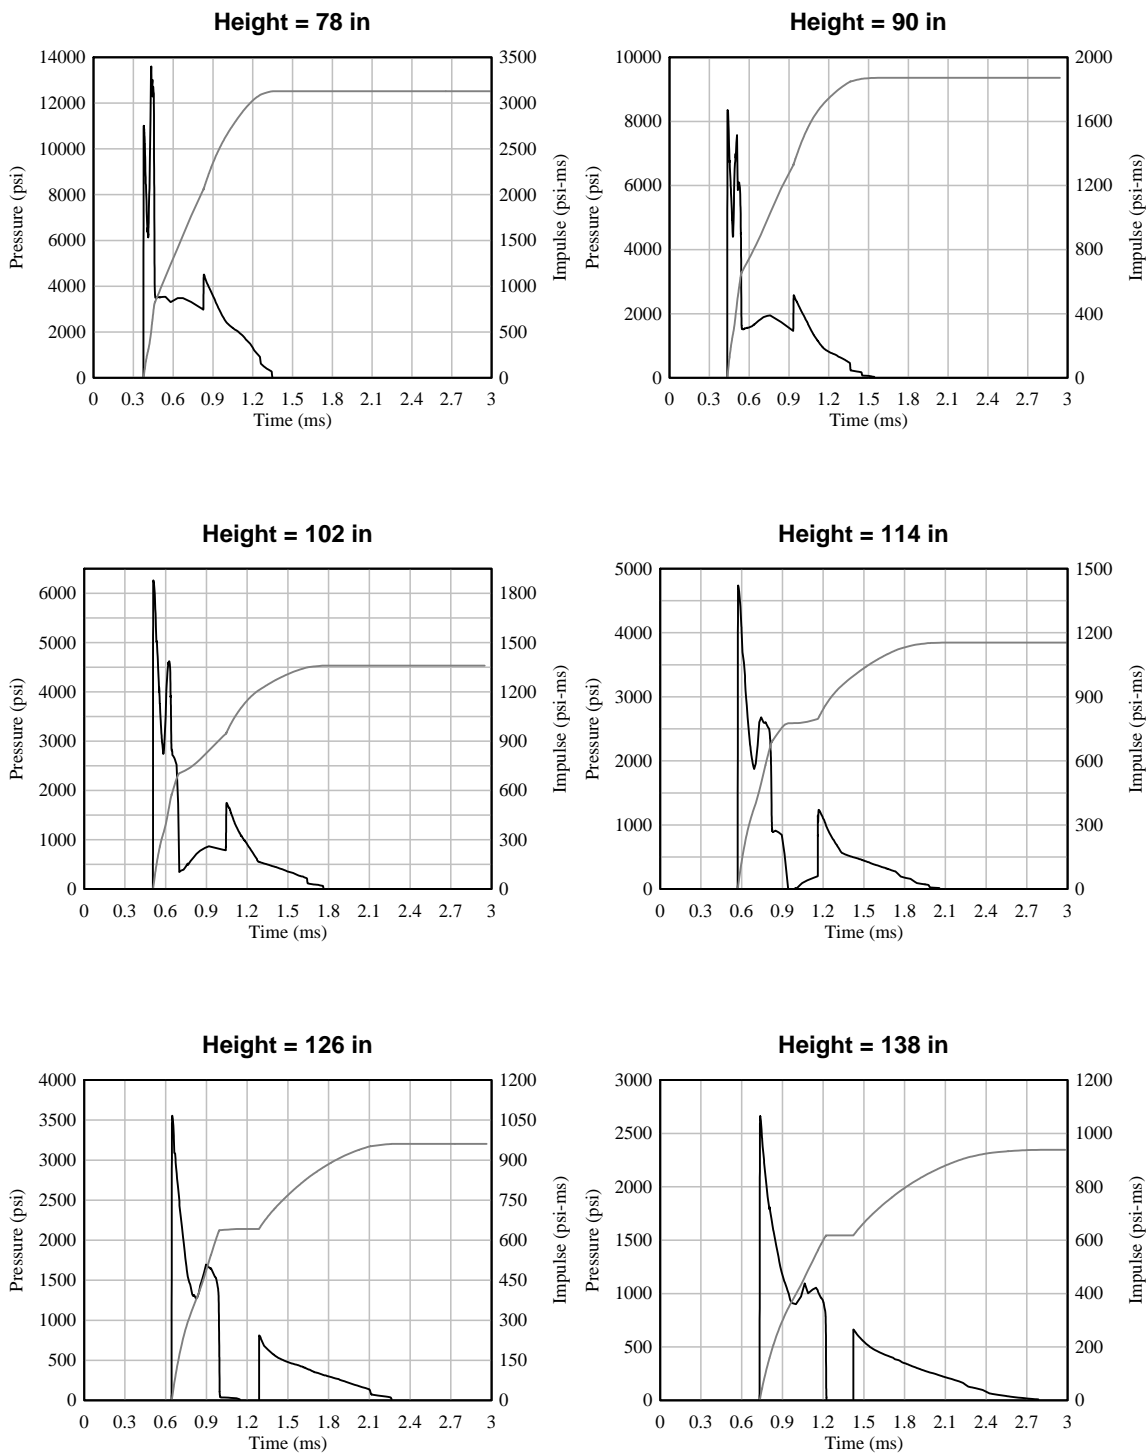 Height = 78 in
Height = 90 in
14000 3500 10000 2000
12000 3000
10000 2500 8000 1600
8000 2000 6000 1200
6000 1500
4000 1000 4000 800
2000 500 2000 400
0 0 0 0
Pressure (psi) Impulse (psi-ms) Pressure (psi) Impulse (psi-ms)
0 0.3 0.6 0.9 1.2 1.5 1.8 2.1 2.4 2.7 3 0 0.3 0.6 0.9 1.2 1.5 1.8 2.1 2.4 2.7 3
Time (ms) Time (ms)
Height = 102 in
Height = 114 in
6000 1800 5000 1500
5000 1500 4000 1200
4000 1200
3000 900 3000 900
2000 600 2000 600
1000 300 1000 300
0 0 0 0
Pressure (psi) Impulse (psi-ms) Pressure (psi) Impulse (psi-ms)
0 0.3 0.6 0.9 1.2 1.5 1.8 2.1 2.4 2.7 3 0 0.3 0.6 0.9 1.2 1.5 1.8 2.1 2.4 2.7 3
Time (ms) Time (ms)
Height = 126 in
Height = 138 in
4000 1200 3000 1200
3500 1050 2500 1000
3000 900
2500 750 2000 800
2000 600 1500 600
1500 450
1000 300 1000 400
500 150 500 200
0 0 0 0
Pressure (psi) Impulse (psi-ms) Pressure (psi) Impulse (psi-ms)
0 0.3 0.6 0.9 1.2 1.5 1.8 2.1 2.4 2.7 3 0 0.3 0.6 0.9 1.2 1.5 1.8 2.1 2.4 2.7 3
Time (ms) Time (ms)